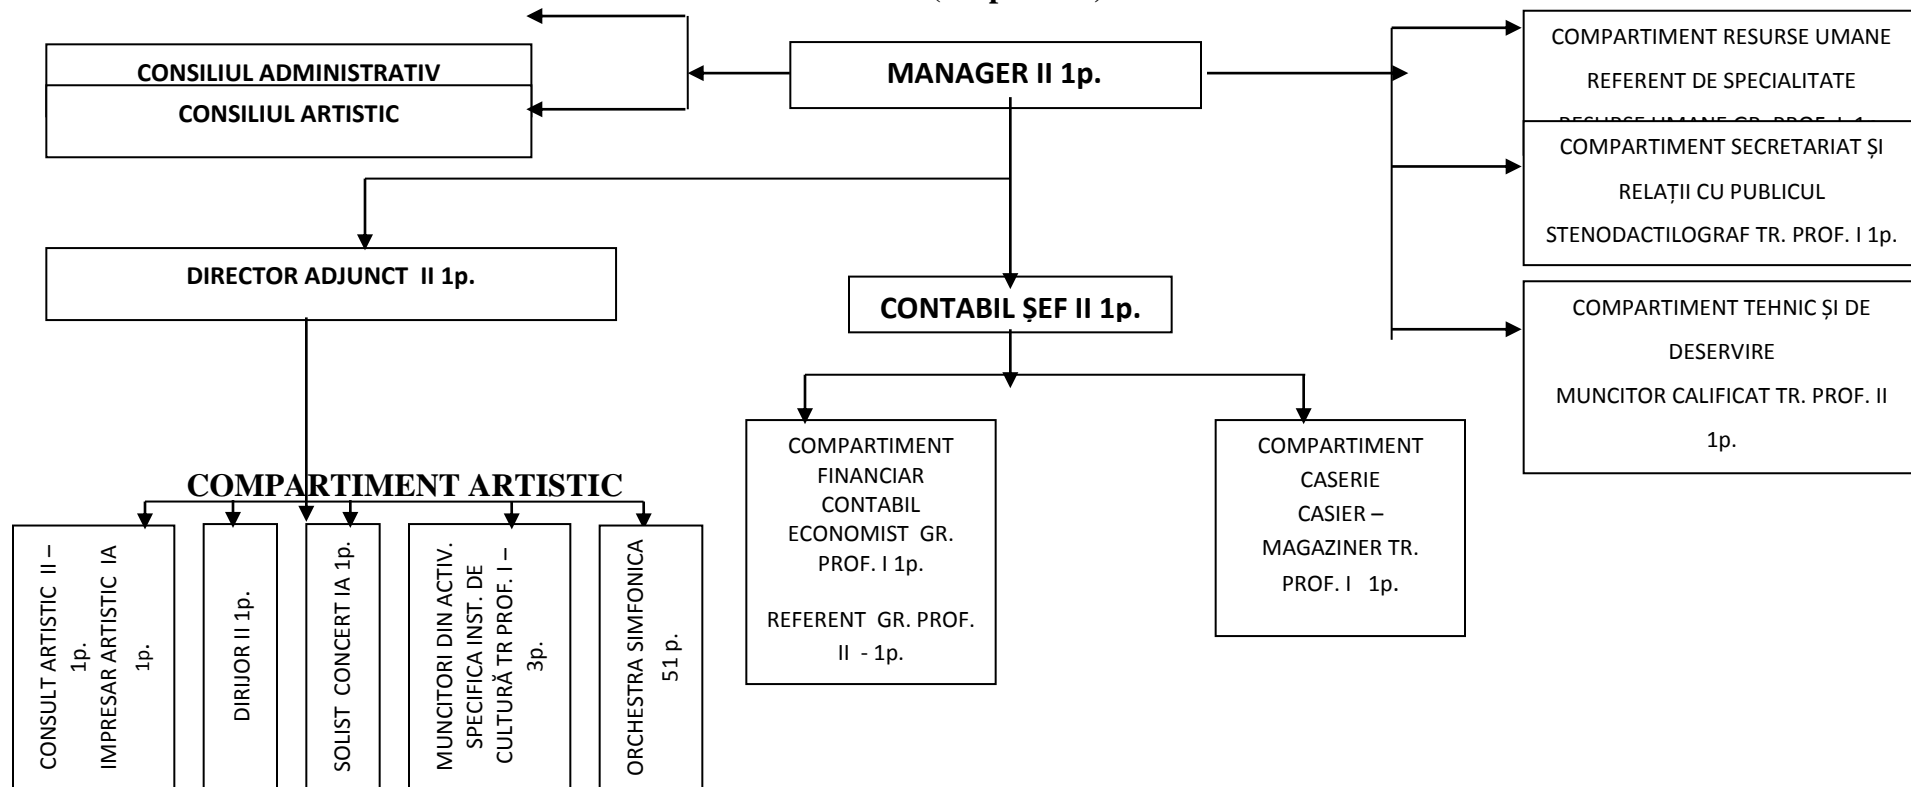 CONSILIUL ADMINISTRATIV
CONSILIUL ARTISTIC
MANAGER II 1p.
COMPARTIMENT RESURSE UMANE
REFERENT DE SPECIALITATE
COMPARTIMENT SECRETARIAT ȘI
RELAȚII CU PUBLICUL
STENODACTILOGRAF TR. PROF. I 1p.
DIRECTOR ADJUNCT II 1p.
CONTABIL ȘEF II 1p.
COMPARTIMENT TEHNIC ȘI DE
DESERVIRE
MUNCITOR CALIFICAT TR. PROF. II
1p.
COMPARTIMENT
FINANCIAR
CONTABIL
ECONOMIST GR.
PROF. I 1p.
REFERENT GR. PROF.
II - 1p.
COMPARTIMENT
CASERIE
CASIER –
MAGAZINER TR.
PROF. I 1p.
COMPARTIMENT ARTISTIC
CONSULT ARTISTIC II –
1p.
IMPRESAR ARTISTIC IA
1p.
DIRIJOR II 1p.
SOLIST CONCERT IA 1p.
MUNCITORI DIN ACTIV.
SPECIFICA INST. DE
CULTURĂ TR PROF. I –
3p.
ORCHESTRA SIMFONICA
51 p.